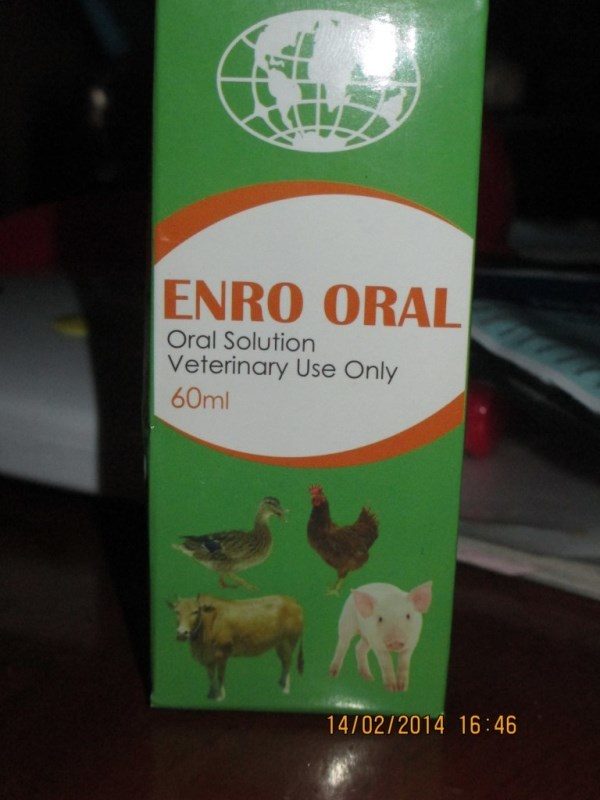 ENRO ORAL
Oral Solution
Veterinary Use Only
60ml
14/02/2014 16:46